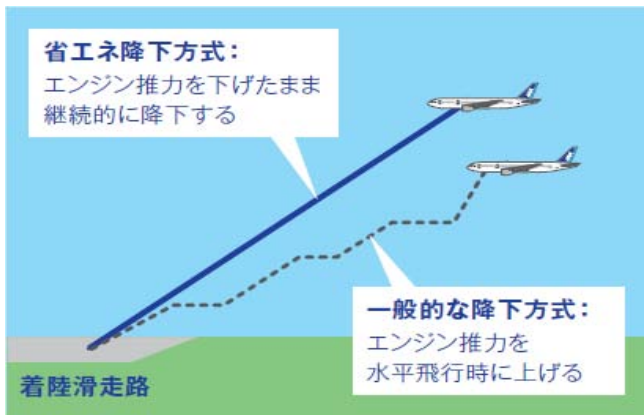 省エネ降下方式：
エンジン推力を下げたまま
継続的に降下する
一般的な降下方式：
エンジン推力を
水平飛行時に上げる
着陸滑走路